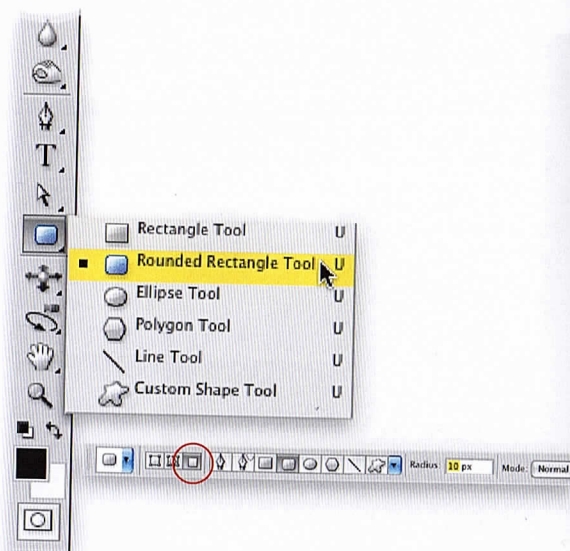 T
Rectangle Tool U
Rounded Rectangle Tool U
Ellipse Tool U
Polygon Tool U
Line Tool U
Custom Shape Tool U
Radius 10 px Mode: Normal